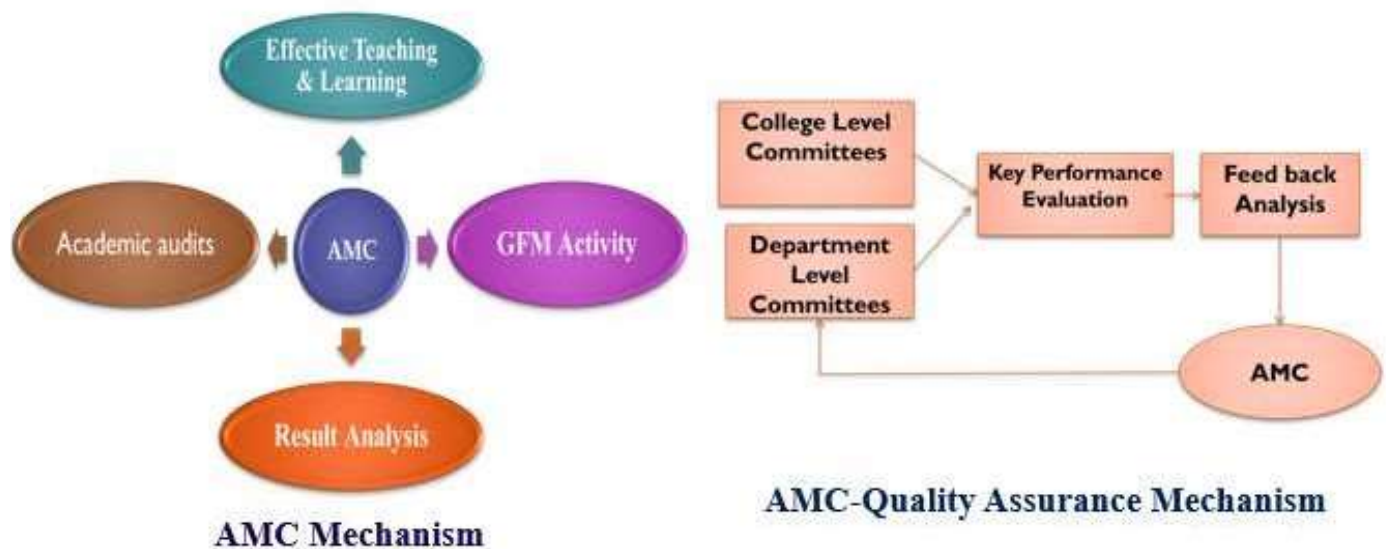 Effective Teaching
& Learning
Academic audits
AMC
GFM Activity
Result Analysis
AMC Mechanism
College Level
Committees
Department
Level
Committees
Key Performance
Evaluation
Feed back
Analysis
AMC
AMC-Quality Assurance Mechanism